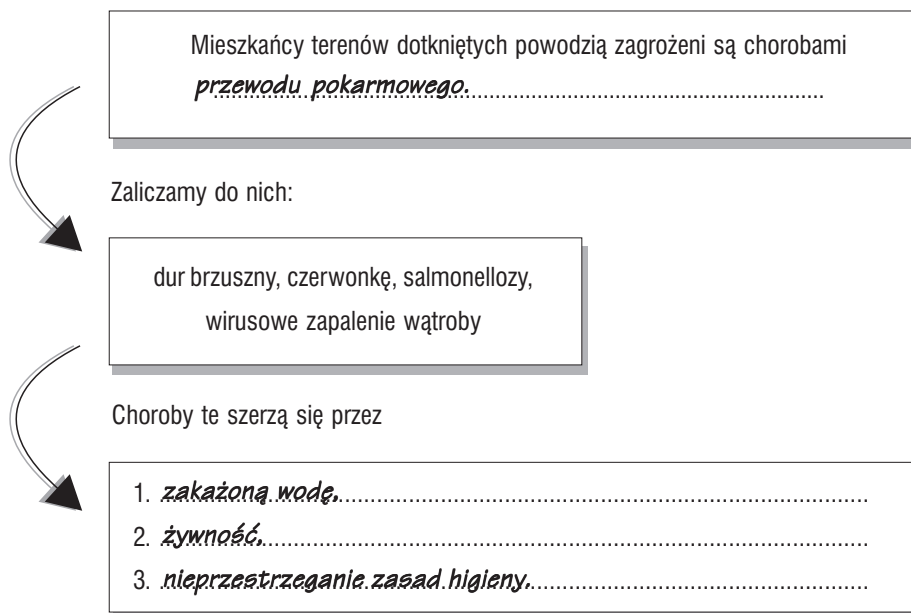 Mieszkańcy terenów dotkniętych powodzią zagrożeni są chorobami
przewodu pokarmowego.
Zaliczamy do nich:
dur brzuszny, czerwonkę, salmonellozy,
wirusowe zapalenie wątroby
Choroby te szerzą się przez
1. zakażoną wodę,
2. żywność,
3. nieprzestrzeganie zasad higieny.